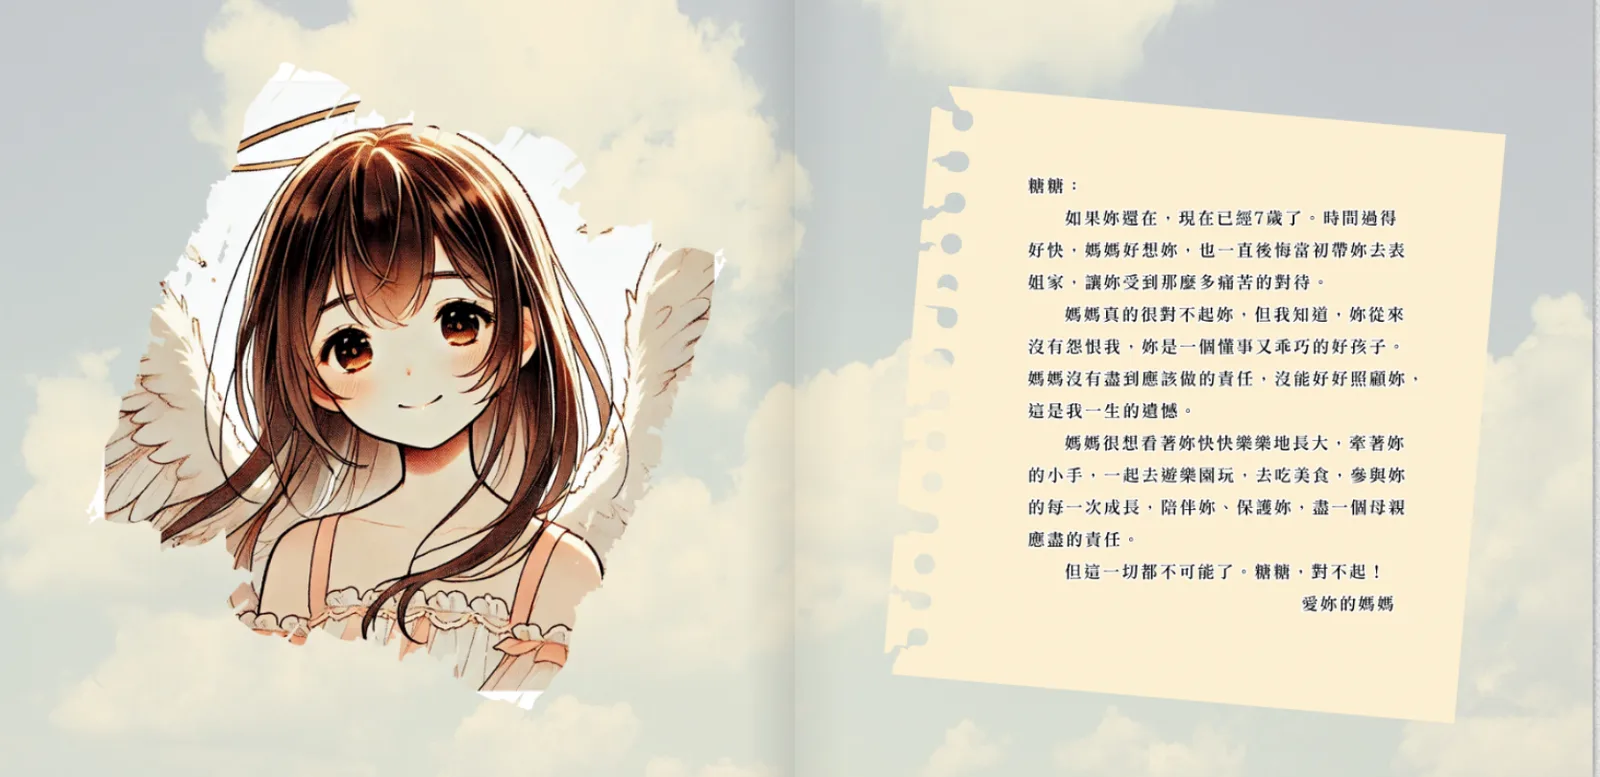 糖糖：
如果妳還在，現在已經7歲了。時間過得
好快，媽媽好想妳，也一直後悔當初帶妳去表
姐家，讓妳受到那麼多痛苦的對待。
媽媽真的很對不起妳，但我知道，妳從來
沒有怨恨我，妳是一個懂事又乖巧的好孩子。
媽媽沒有盡到應該做的責任，沒能好好照顧妳，
這是我一生的遺憾。
媽媽很想看著妳快快樂樂地長大，牽著妳
的小手，一起去遊樂園玩，去吃美食，參與妳
的每一次成長，陪伴妳、保護妳，盡一個母親
應盡的責任。
但這一切都不可能了。糖糖，對不起！
愛妳的媽媽